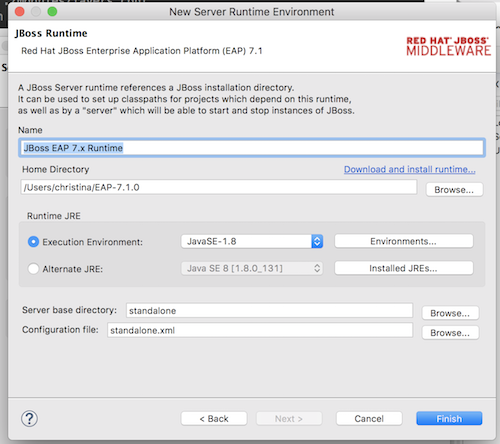 New Server Runtime Environment
JBoss Runtime
Red Hat JBoss Enterprise Application Platform (EAP) 7.1
RED HAT® JBOSS®
MIDDLEWARE
A JBoss Server runtime references a JBoss installation directory.
It can be used to set up classpaths for projects which depend on this runtime,
as well as by a "server" which will be able to start and stop instances of JBoss.
Name
JBoss EAP 7.x Runtime
Home Directory Download and install runtime...
/Users/christina/EAP-7.1.0 Browse...
Runtime JRE
Execution Environment: JavaSE-1.8 Environments...
Alternate JRE: Java SE 8 [1.8.0_131] Installed JREs...
Server base directory: standalone Browse...
Configuration file: standalone.xml Browse...
? < Back Next > Cancel Finish